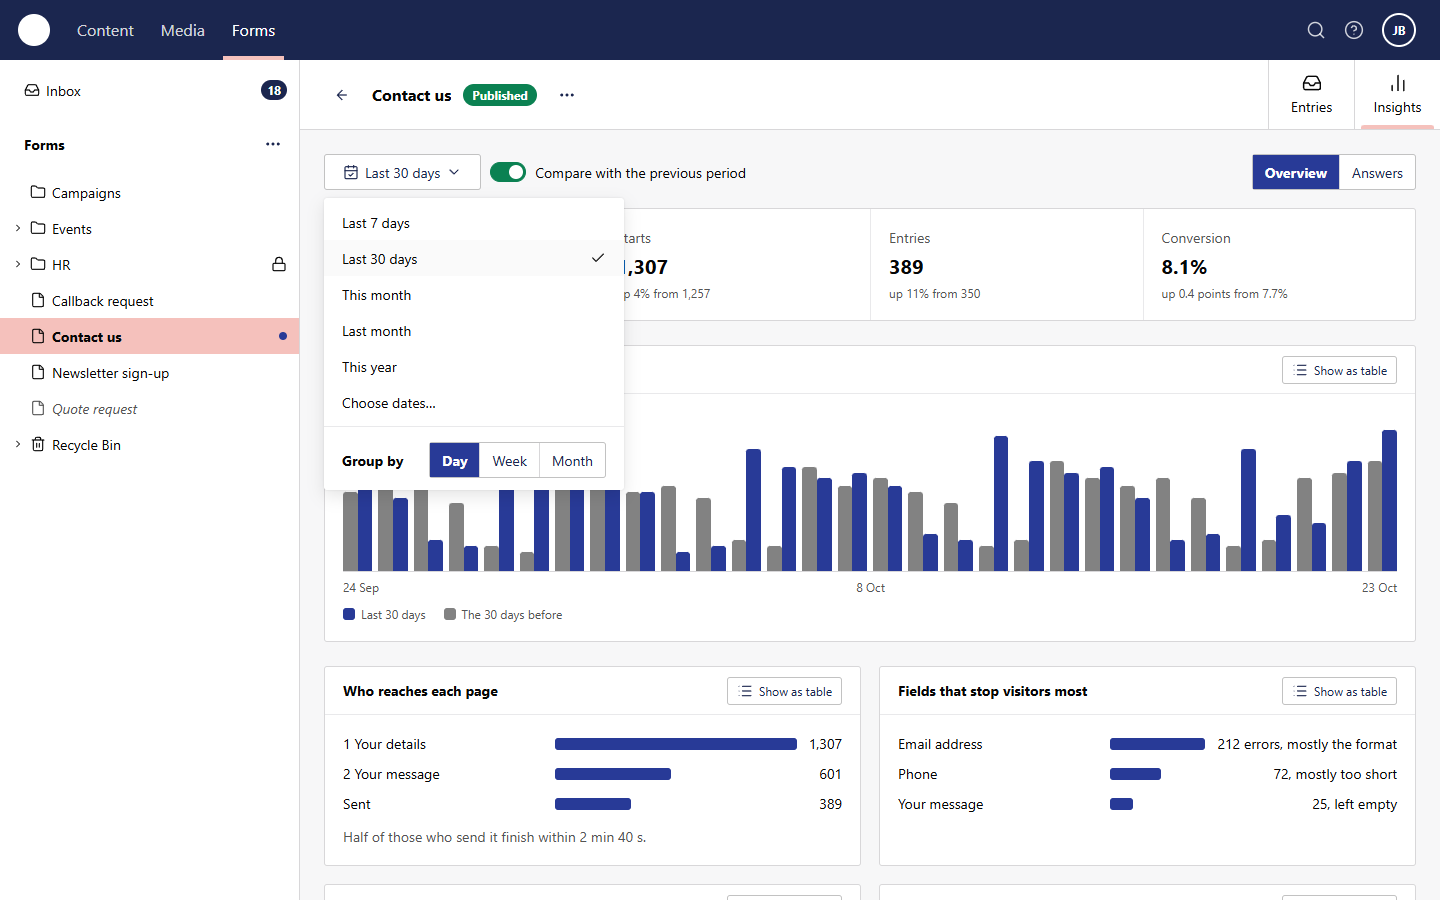 Content Media Forms
JB
Inbox 18
Forms
Campaigns
Events
HR
Callback request
Contact us
Newsletter sign-up
Quote request
Recycle Bin
Contact us Published
Entries
Insights
Last 30 days
Compare with the previous period
Overview Answers
Last 7 days
Last 30 days
This month
Last month
This year
Choose dates...
Group by Day Week Month
Entries
389
up 11% from 350
Conversion
8.1%
up 0.4 points from 7.7%
4% from 1,257
Show as table
24 Sep 8 Oct 23 Oct
Last 30 days The 30 days before
Who reaches each page Show as table
1 Your details 1,307
2 Your message 601
Sent 389
Half of those who send it finish within 2 min 40 s.
Fields that stop visitors most Show as table
Email address 212 errors, mostly the format
Phone 72, mostly too short
Your message 25, left empty